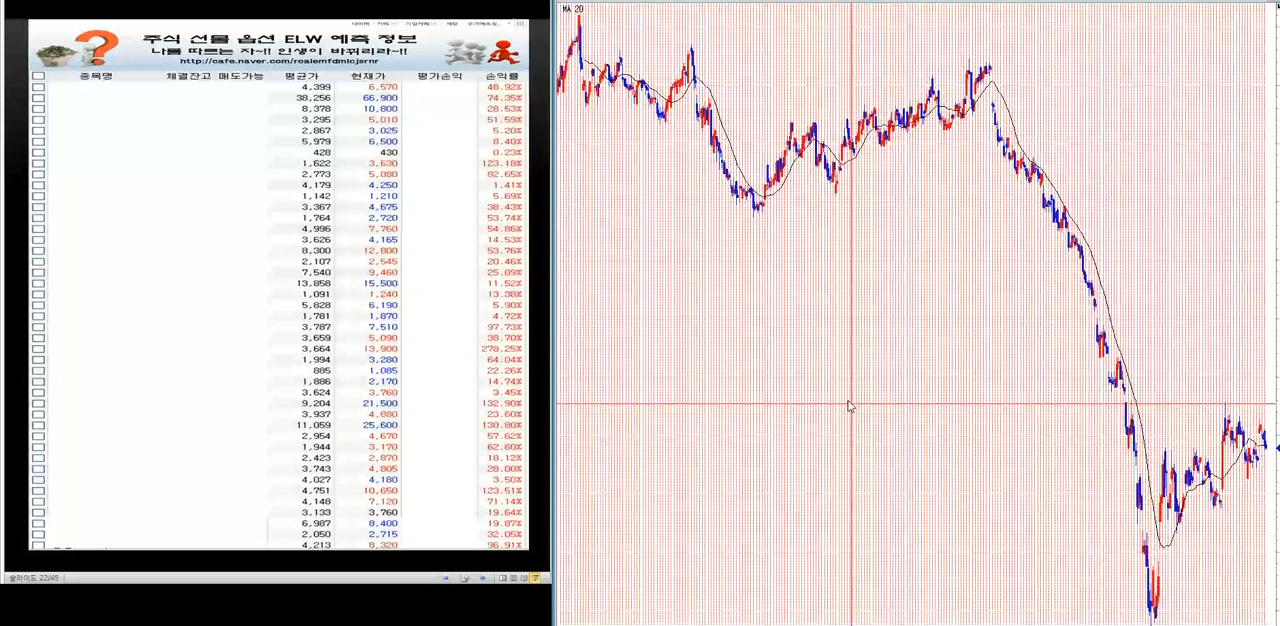 주식 선물 옵션 ELW 예측 정보
나를 따르는 자~!! 인생이 바뀌리라~!!
http://cafe.naver.com/roalemfdmlcjsrnr
종목명 체결잔고 매도가능 평균가 현재가 평가손익 손익률
4,399 6,570 48.92%
38,256 66,900 74.35%
8,378 10,800 28.53%
3,295 5,010 51.59%
2,867 3,025 5.20%
5,979 6,500 8.40%
428 430 0.23%
1,622 3,630 123.18%
2,773 5,080 82.65%
4,179 4,250 1.41%
1,142 1,210 5.69%
3,367 4,675 38.43%
1,764 2,720 53.74%
4,996 7,760 54.86%
3,626 4,165 14.53%
8,300 12,800 53.76%
2,107 2,545 20.46%
7,540 9,460 25.09%
13,858 15,500 11.52%
1,091 1,240 13.38%
5,828 6,190 5.90%
1,781 1,870 4.72%
3,787 7,510 97.73%
3,659 5,090 38.70%
3,664 13,900 278.25%
1,994 3,280 64.04%
885 1,085 22.26%
1,886 2,170 14.74%
3,624 3,760 3.45%
9,204 21,500 132.90%
3,937 4,880 23.60%
11,059 25,600 130.80%
2,954 4,670 57.62%
1,944 3,170 62.60%
2,423 2,870 18.12%
3,743 4,805 28.00%
4,027 4,180 3.50%
4,751 10,650 123.51%
4,148 7,120 71.14%
3,133 3,760 19.64%
6,987 8,400 19.87%
2,050 2,715 32.05%
4,213 8,320 96.91%
슬라이드 22/45
MA 20